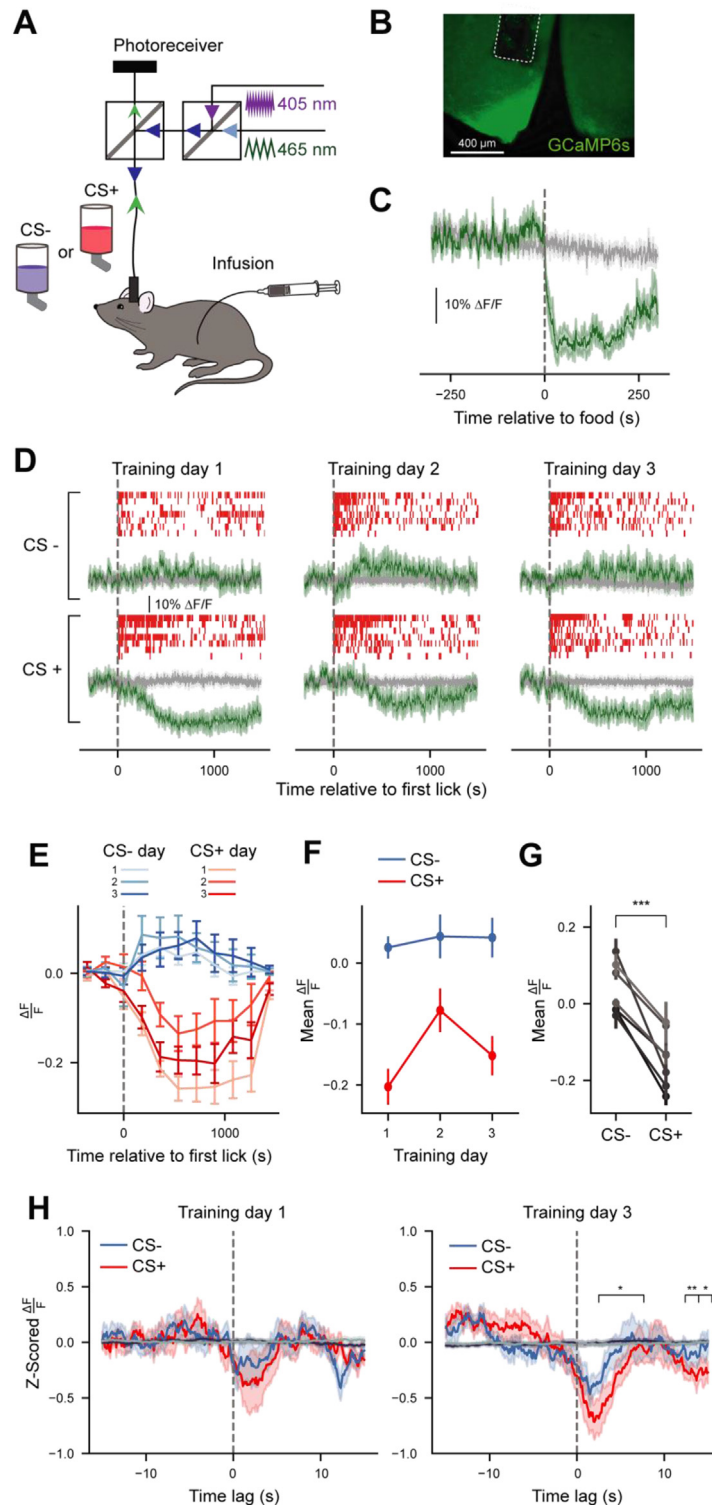 A
Photoreceiver
405 nm
465 nm
CS+
CS-
or
Infusion
B
400 µm
GCaMP6s
C
10% ΔF/F
−250
0
250
Time relative to food (s)
D
Training day 1
Training day 2
Training day 3
CS -
10% ΔF/F
CS +
0
1000
0
1000
0
1000
Time relative to first lick (s)
E
CS- day
CS+ day
1
2
3
1
2
3
0.0
−0.2
ΔF
F
0
1000
Time relative to first lick (s)
F
CS-
CS+
0.0
−0.1
−0.2
Mean ΔF
F
1
2
3
Training day
G
***
0.2
0.0
−0.2
Mean ΔF
F
CS-
CS+
H
Training day 1
CS-
CS+
1.0
0.5
0.0
−0.5
−1.0
Z-Scored ΔF
F
−10
0
10
Time lag (s)
Training day 3
CS-
CS+
*
**
*
1.0
0.5
0.0
−0.5
−1.0
−10
0
10
Time lag (s)